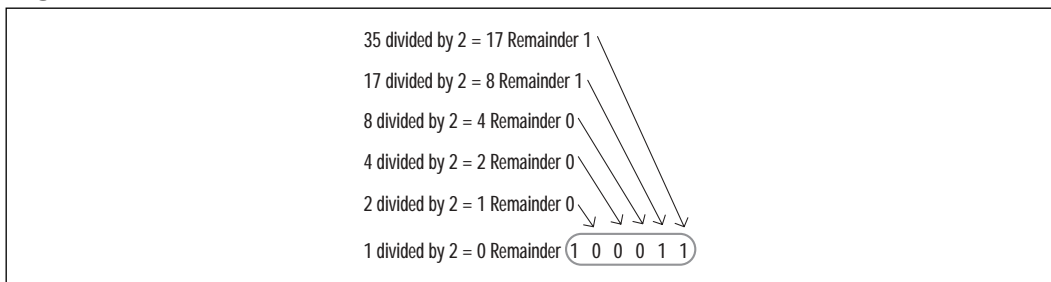 35 divided by 2 = 17 Remainder 1
17 divided by 2 = 8 Remainder 1
8 divided by 2 = 4 Remainder 0
4 divided by 2 = 2 Remainder 0
2 divided by 2 = 1 Remainder 0
1 divided by 2 = 0 Remainder 1 0 0 0 1 1